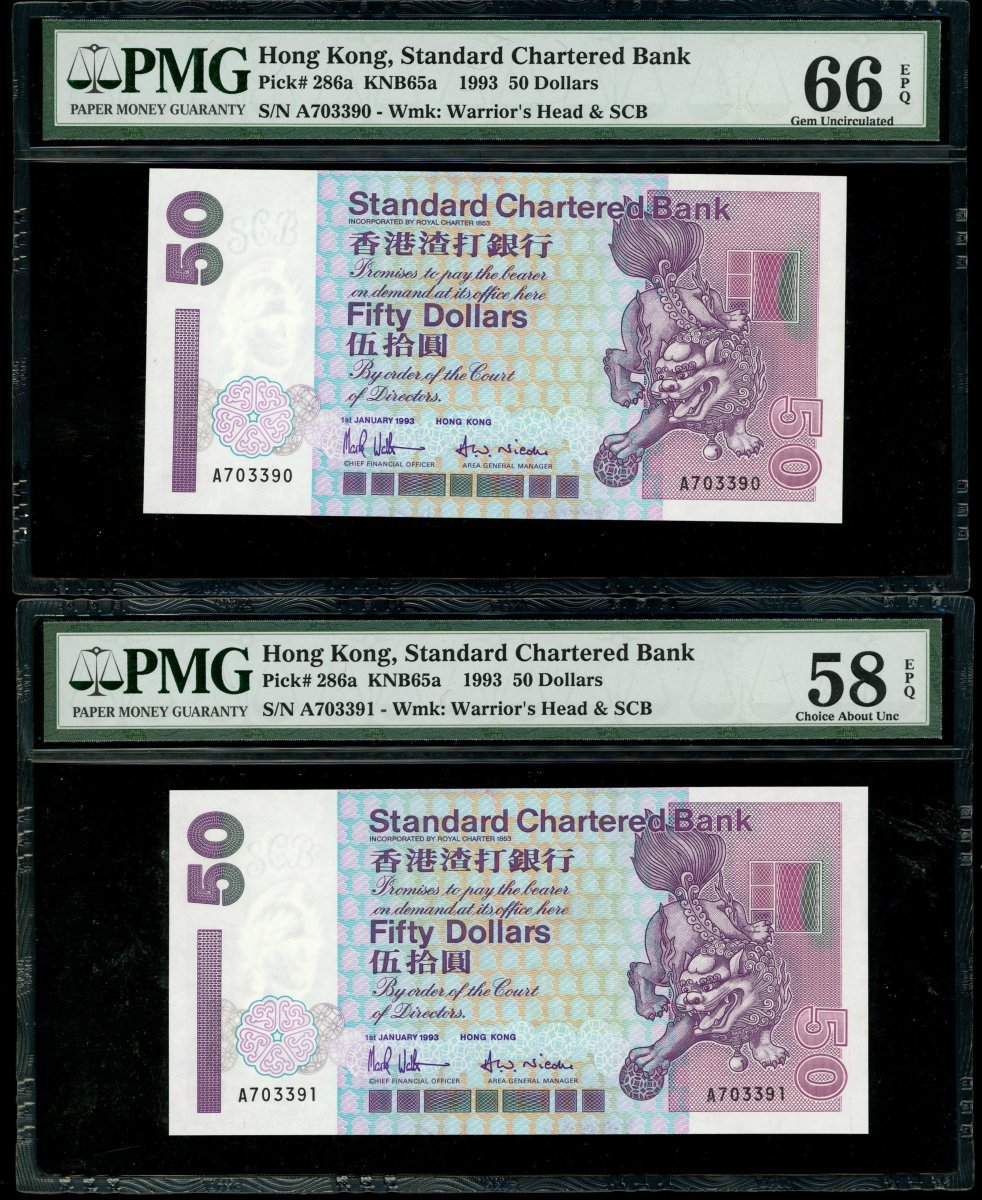 PMG
PAPER MONEY GUARANTY
Hong Kong, Standard Chartered Bank
Pick# 286a KNB65a 1993 50 Dollars
S/N A703390 - Wmk: Warrior's Head & SCB
66 EPQ
Gem Uncirculated
50
SCB
Standard Chartered Bank
INCORPORATED BY ROYAL CHARTER 1853
香港渣打銀行
Promises to pay the bearer
on demand at its office here
Fifty Dollars
伍拾圓
By order of the Court
of Directors.
1st JANUARY 1993 HONG KONG
CHIEF FINANCIAL OFFICER AREA GENERAL MANAGER
A703390
A703390
50
PMG
PAPER MONEY GUARANTY
Hong Kong, Standard Chartered Bank
Pick# 286a KNB65a 1993 50 Dollars
S/N A703391 - Wmk: Warrior's Head & SCB
58 EPQ
Choice About Unc
50
SCB
Standard Chartered Bank
INCORPORATED BY ROYAL CHARTER 1853
香港渣打銀行
Promises to pay the bearer
on demand at its office here
Fifty Dollars
伍拾圓
By order of the Court
of Directors.
1st JANUARY 1993 HONG KONG
CHIEF FINANCIAL OFFICER AREA GENERAL MANAGER
A703391
A703391
50